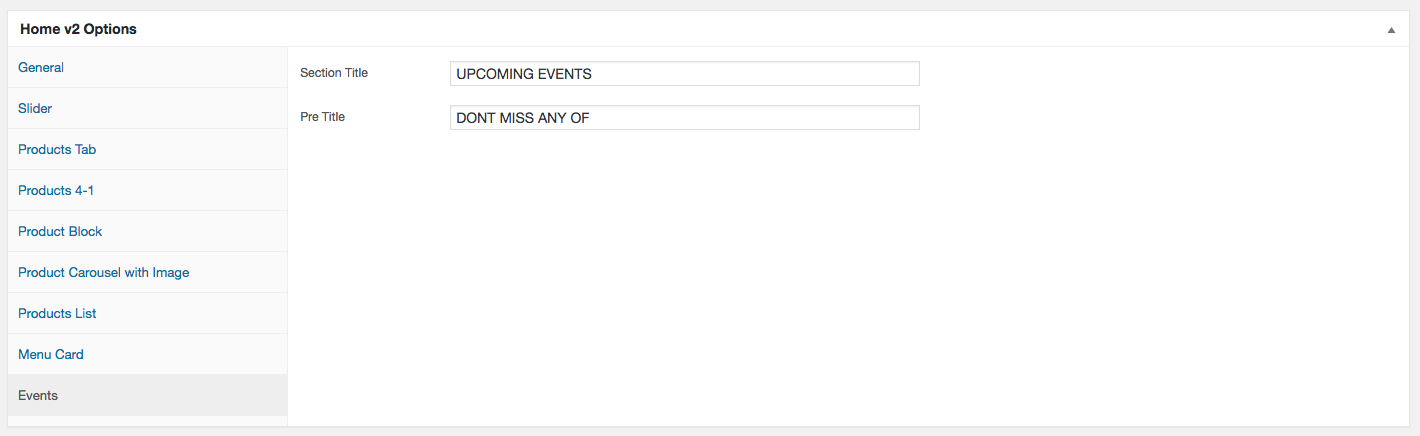 Home v2 Options
General
Section Title UPCOMING EVENTS
Slider
Pre Title DONT MISS ANY OF
Products Tab
Products 4-1
Product Block
Product Carousel with Image
Products List
Menu Card
Events